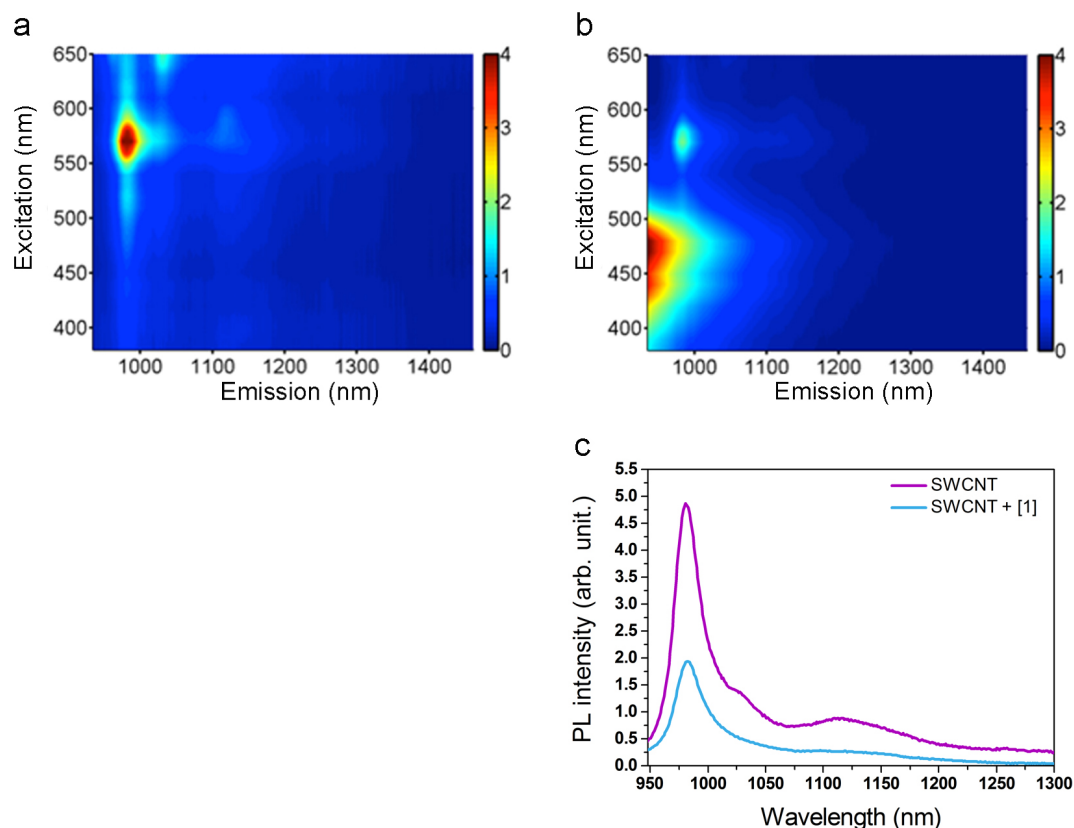 a
650
600
550
500
450
400
Excitation (nm)
1000 1100 1200 1300 1400
Emission (nm)
4
3
2
1
0
b
650
600
550
500
450
400
Excitation (nm)
1000 1100 1200 1300 1400
Emission (nm)
4
3
2
1
0
c
5.5
5.0
4.5
4.0
3.5
3.0
2.5
2.0
1.5
1.0
0.5
0.0
PL intensity (arb. unit.)
SWCNT
SWCNT + [1]
950 1000 1050 1100 1150 1200 1250 1300
Wavelength (nm)